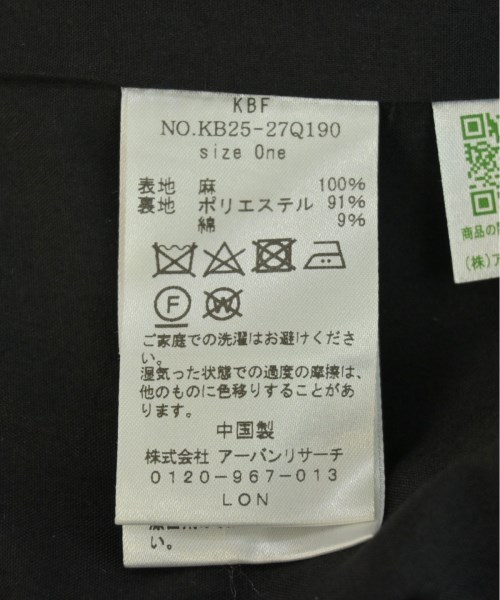 KBF
NO.KB25-27Q190
size One
表地 麻 100%
裏地 ポリエステル 91%
綿 9%
F
W
ご家庭での洗濯はお避けくださ
い。
湿気った状態での過度の摩擦は、
他のものに色移りすることがあ
ります。
中国製
株式会社 アーバンリサーチ
0120-967-013
LON
い。
商品の
(株)ア